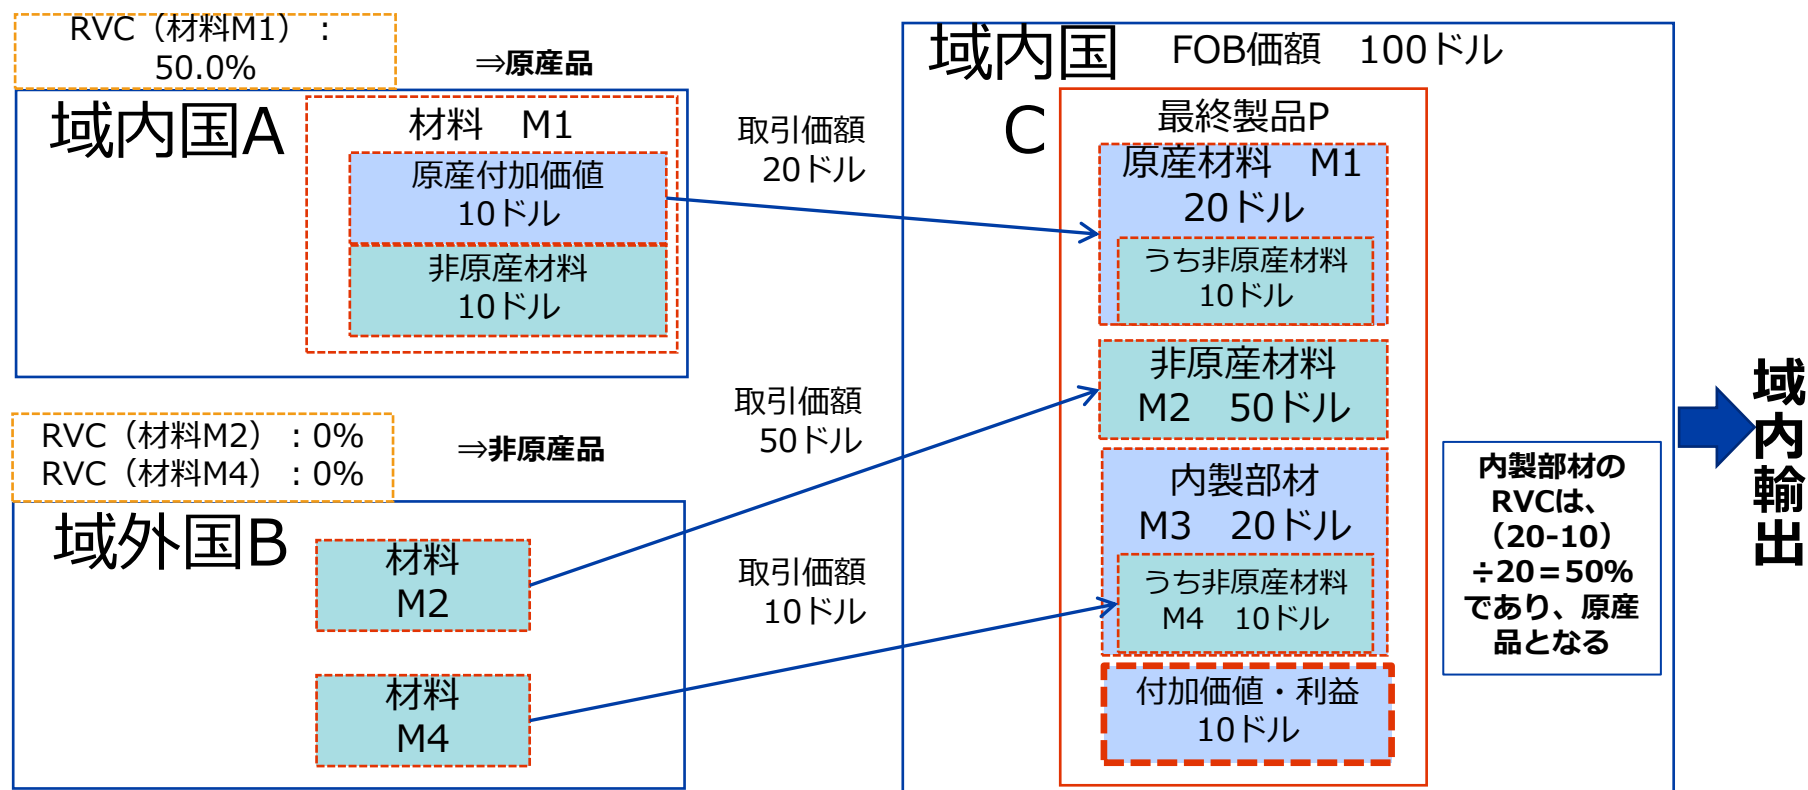 RVC（材料M1）：
50.0%
⇒原産品
域内国A
材料　M1
原産付加価値
10ドル
非原産材料
10ドル
取引価額
20ドル
RVC（材料M2）：0%
RVC（材料M4）：0%
⇒非原産品
域外国B
材料
M2
材料
M4
取引価額
50ドル
取引価額
10ドル
域内国
C
FOB価額　100ドル
最終製品P
原産材料　M1
20ドル
うち非原産材料
10ドル
非原産材料
M2　50ドル
内製部材
M3　20ドル
うち非原産材料
M4　10ドル
付加価値・利益
10ドル
内製部材の
RVCは、
（20-10）
÷20＝50%
であり、原産
品となる
域内輸出